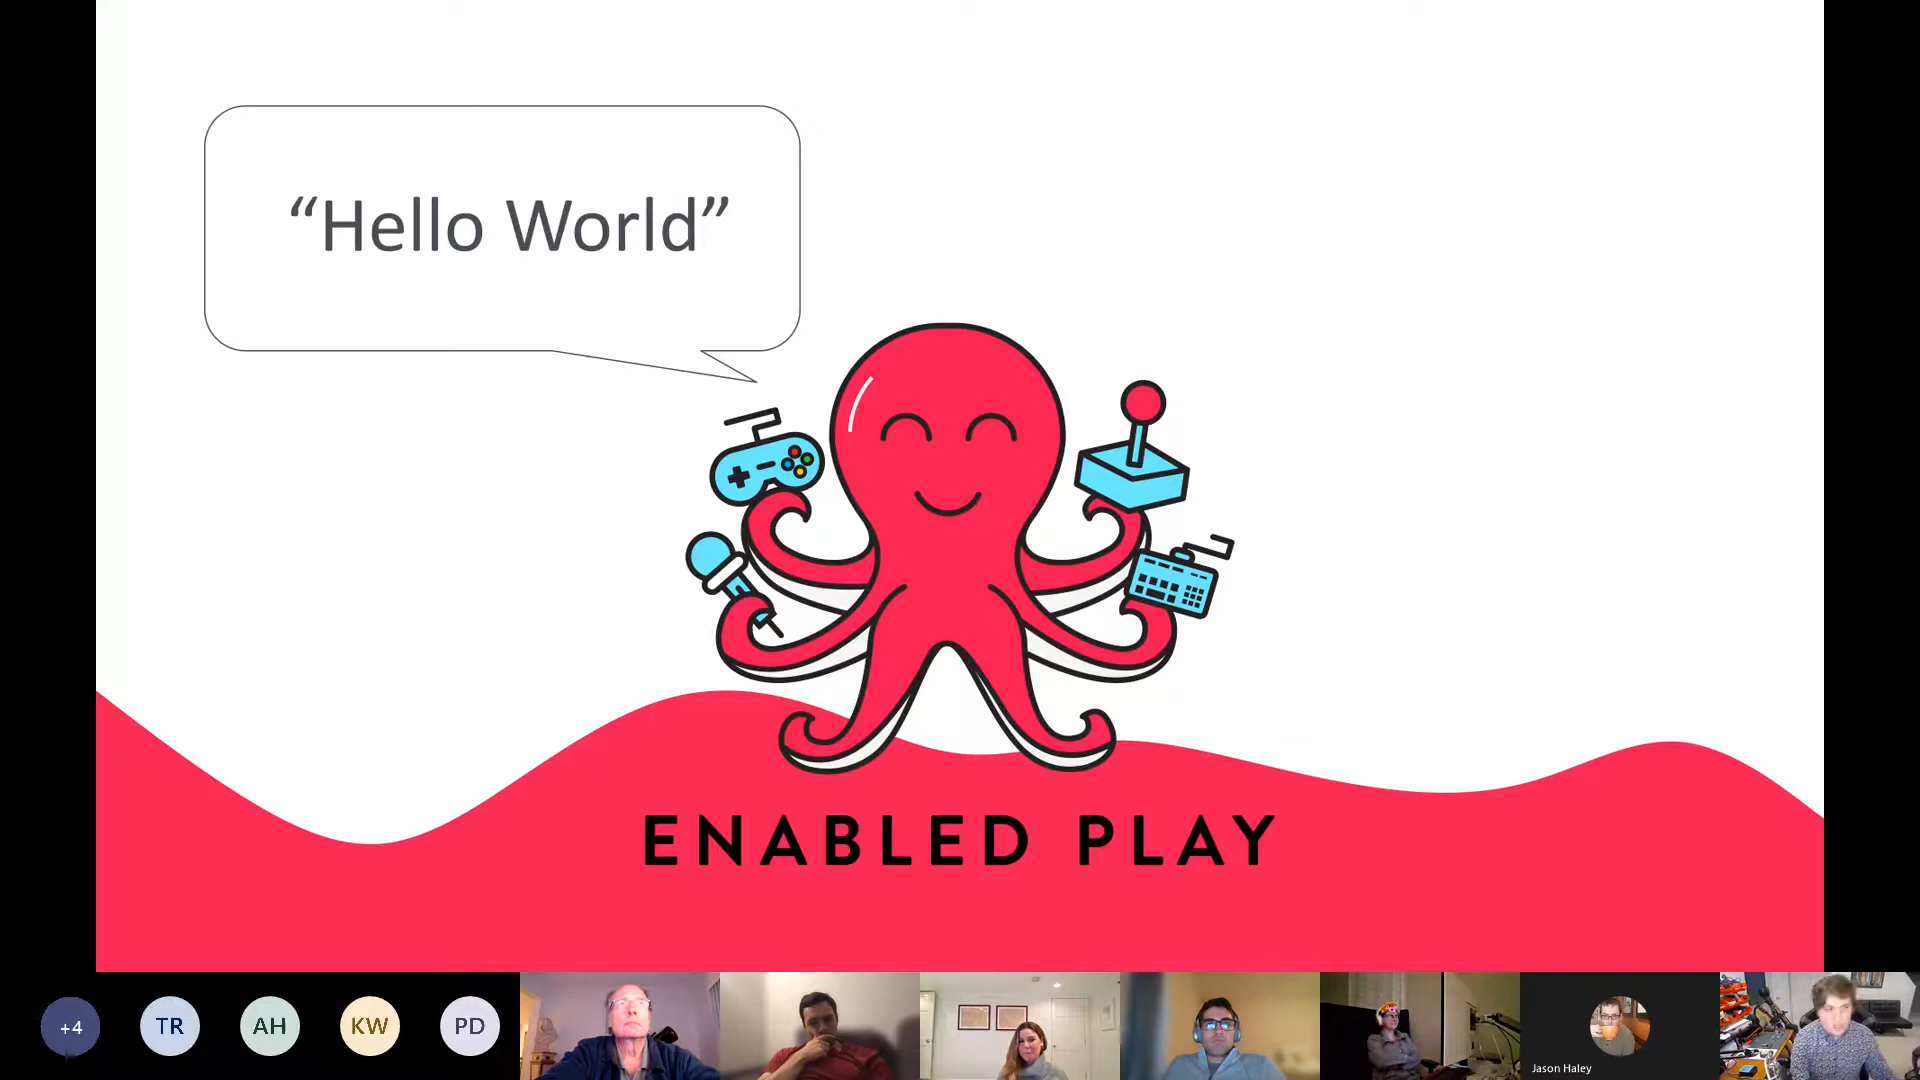 “Hello World”
ENABLED PLAY
+4
TR
AH
KW
PD
Jason Haley